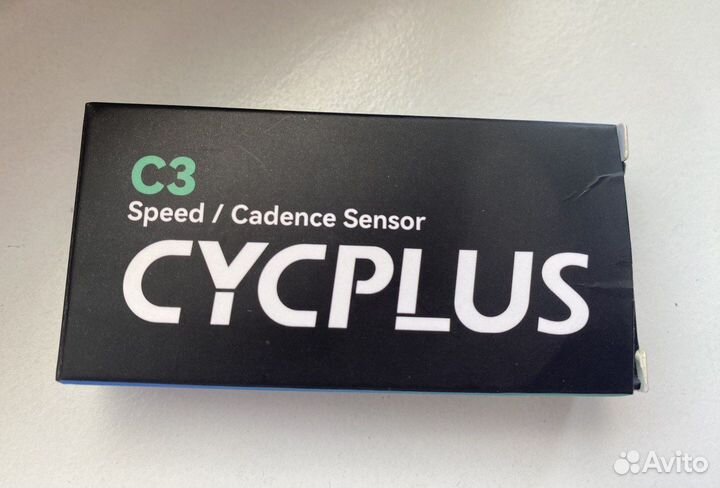 C3
Speed / Cadence Sensor
CYCPLUS
Avito